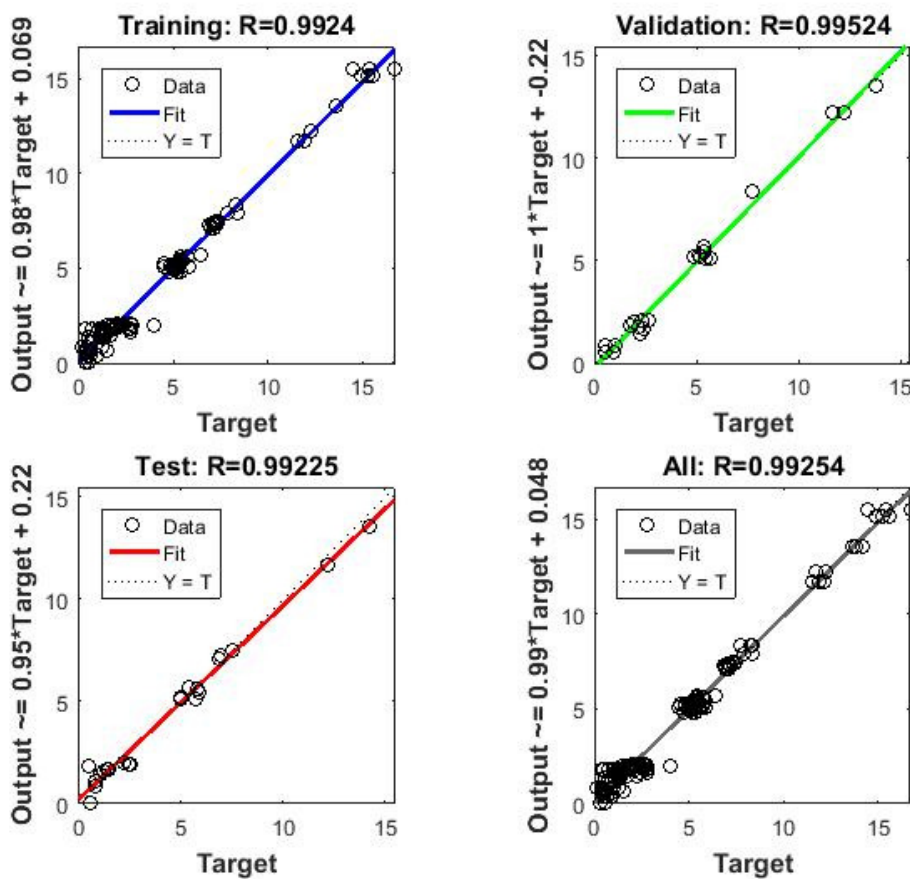 Training: R=0.9924
Output ~= 0.98*Target + 0.069
Data
Fit
Y = T
15
10
5
0
0 5 10 15
Target
Validation: R=0.99524
Output ~= 1*Target + -0.22
Data
Fit
Y = T
15
10
5
0
0 5 10 15
Target
Test: R=0.99225
Output ~= 0.95*Target + 0.22
Data
Fit
Y = T
15
10
5
0
0 5 10 15
Target
All: R=0.99254
Output ~= 0.99*Target + 0.048
Data
Fit
Y = T
15
10
5
0
0 5 10 15
Target